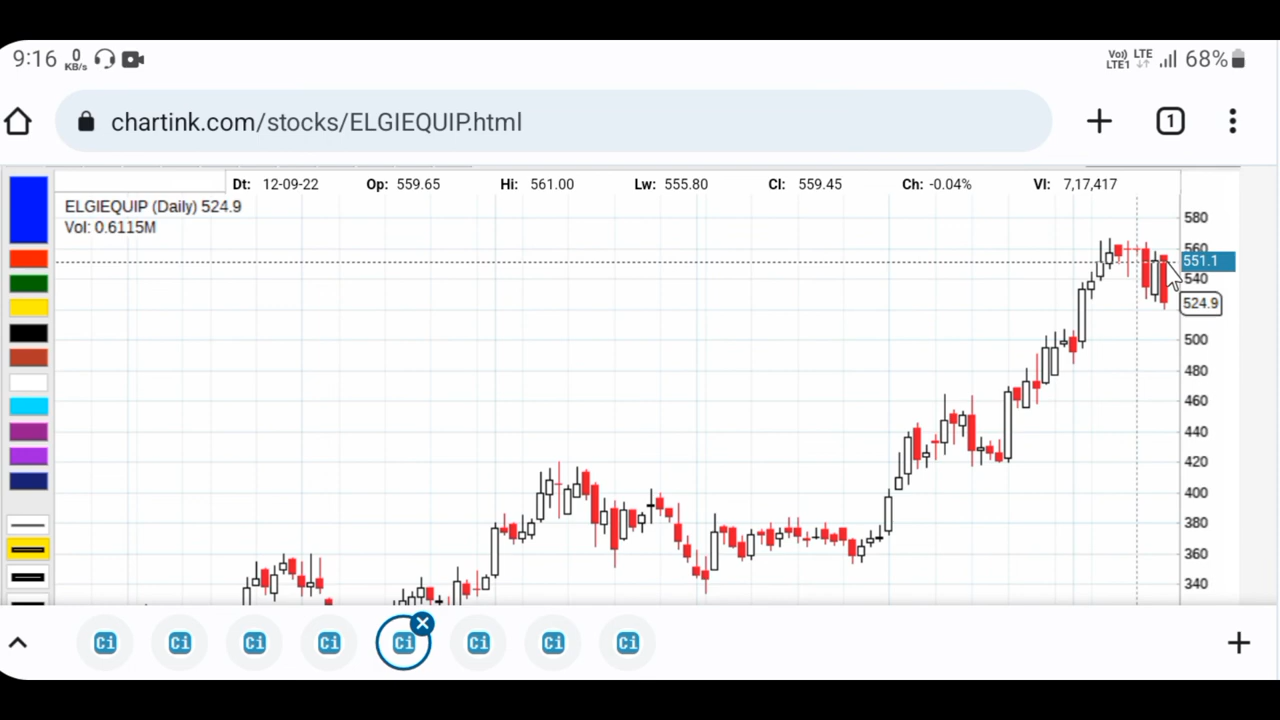 9:16 0 KB/s Vo)) LTE1 LTE 68%
chartink.com/stocks/ELGIEQUIP.html 1
Dt: 12-09-22 Op: 559.65 Hi: 561.00 Lw: 555.80 Cl: 559.45 Ch: -0.04% Vl: 7,17,417
ELGIEQUIP (Daily) 524.9
Vol: 0.6115M
580
560
551.1
540
524.9
500
480
460
440
420
400
380
360
340
Ci Ci Ci Ci Ci Ci Ci Ci